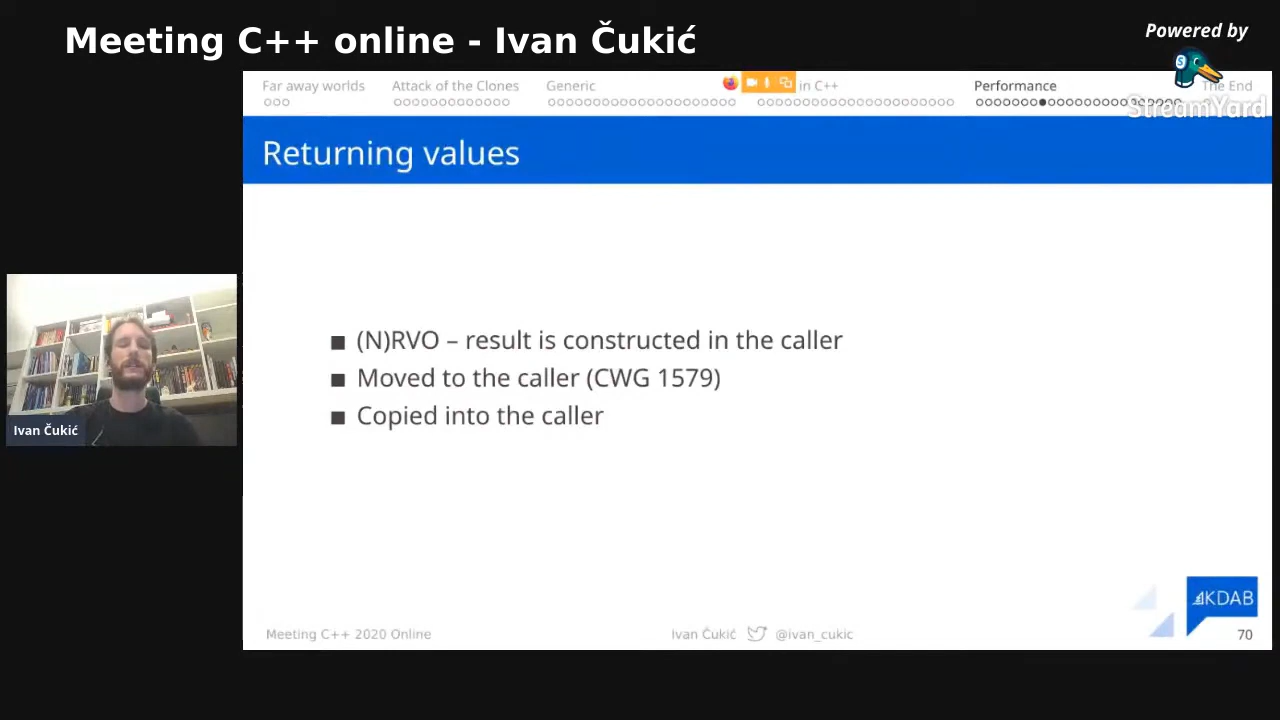 Meeting C++ online - Ivan Čukić
Powered by
StreamYard
Far away worlds Attack of the Clones Generic in C++ Performance The End
Returning values
(N)RVO – result is constructed in the caller
Moved to the caller (CWG 1579)
Copied into the caller
Ivan Čukić
KDAB
Meeting C++ 2020 Online Ivan Čukić @ivan_cukic 70